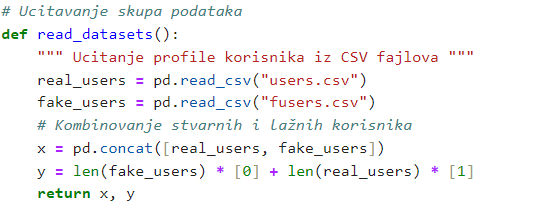 # Ucitavanje skupa podataka
def read_datasets():
    """ Ucitanje profile korisnika iz CSV fajlova """
    real_users = pd.read_csv("users.csv")
    fake_users = pd.read_csv("fusers.csv")
    # Kombinovanje stvarnih i lažnih korisnika
    x = pd.concat([real_users, fake_users])
    y = len(fake_users) * [0] + len(real_users) * [1]
    return x, y